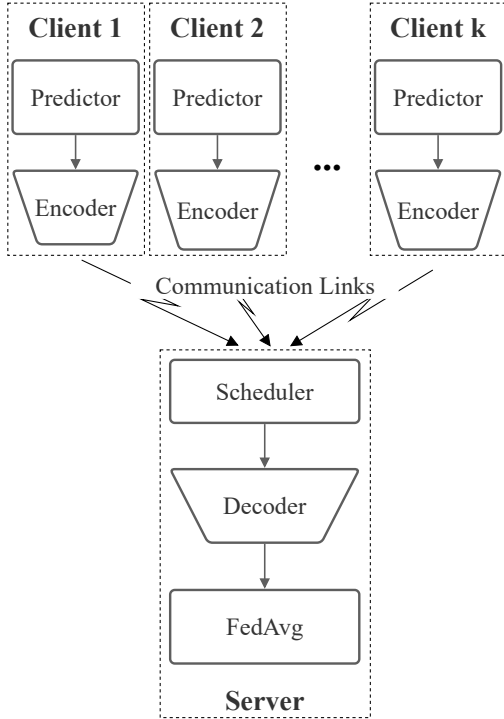 Client 1
Client 2
Client k
Predictor
Predictor
Predictor
...
Encoder
Encoder
Encoder
Communication Links
Scheduler
Decoder
FedAvg
Server